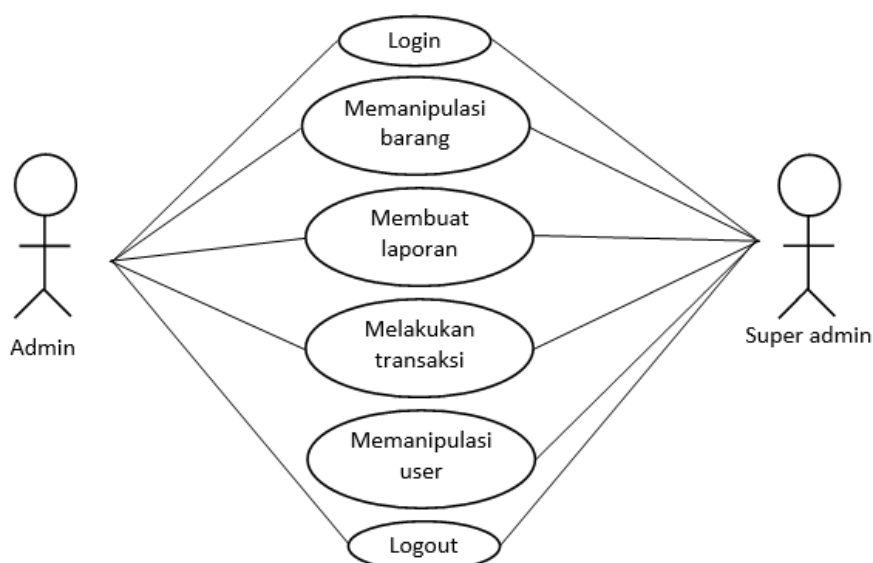 Login
Memanipulasi
barang
Membuat
laporan
Admin
Super admin
Melakukan
transaksi
Memanipulasi
user
Logout